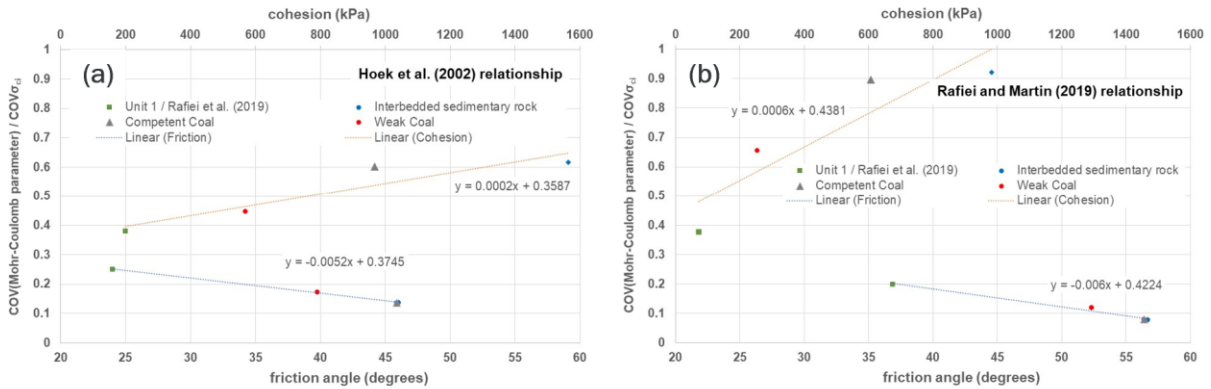 cohesion (kPa)
0 200 400 600 800 1000 1200 1400 1600
(a)
Hoek et al. (2002) relationship
Unit 1 / Rafiei et al. (2019) Interbedded sedimentary rock
Competent Coal Weak Coal
Linear (Friction) Linear (Cohesion)
y = 0.0002x + 0.3587
y = -0.0052x + 0.3745
COV(Mohr-Coulomb parameter) / COVσci
1
0.9
0.8
0.7
0.6
0.5
0.4
0.3
0.2
0.1
0
20 25 30 35 40 45 50 55 60
friction angle (degrees)
cohesion (kPa)
0 200 400 600 800 1000 1200 1400 1600
(b)
Rafiei and Martin (2019) relationship
y = 0.0006x + 0.4381
Unit 1 / Rafiei et al. (2019) Interbedded sedimentary rock
Competent Coal Weak Coal
Linear (Friction) Linear (Cohesion)
y = -0.006x + 0.4224
COV(Mohr-Coulomb parameter) / COVσci
1
0.9
0.8
0.7
0.6
0.5
0.4
0.3
0.2
0.1
0
20 25 30 35 40 45 50 55 60
friction angle (degrees)